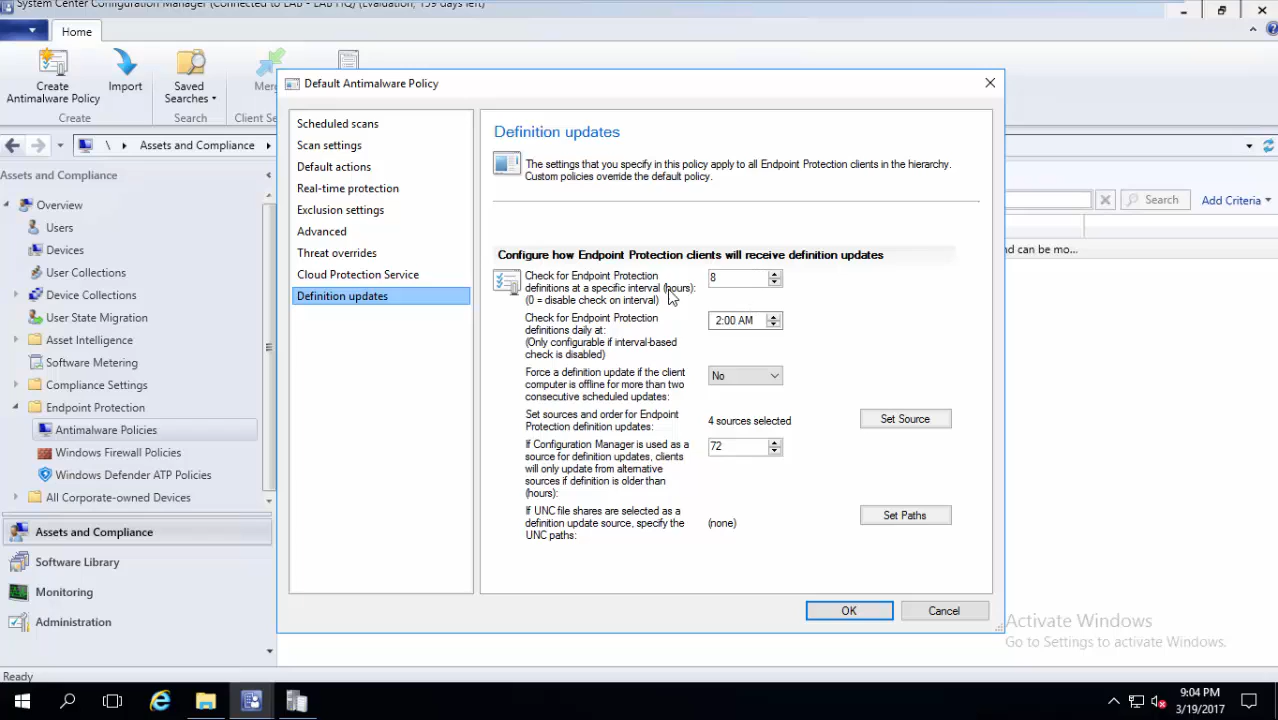 System Center Configuration Manager (Connected to LAB - LAB HQ) (Evaluation, 159 days left)
Home
Create
Antimalware Policy
Import
Saved
Searches
Create
Search
Client Se
Default Antimalware Policy
\ Assets and Compliance
Search
Add Criteria
nd can be mo...
Assets and Compliance
Overview
Users
Devices
User Collections
Device Collections
User State Migration
Asset Intelligence
Software Metering
Compliance Settings
Endpoint Protection
Antimalware Policies
Windows Firewall Policies
Windows Defender ATP Policies
All Corporate-owned Devices
Assets and Compliance
Software Library
Monitoring
Administration
Ready
Scheduled scans
Scan settings
Default actions
Real-time protection
Exclusion settings
Advanced
Threat overrides
Cloud Protection Service
Definition updates
Definition updates
The settings that you specify in this policy apply to all Endpoint Protection clients in the hierarchy.
Custom policies override the default policy.
Configure how Endpoint Protection clients will receive definition updates
Check for Endpoint Protection
definitions at a specific interval (hours):
(0 = disable check on interval)
8
Check for Endpoint Protection
definitions daily at:
(Only configurable if interval-based
check is disabled)
2:00 AM
Force a definition update if the client
computer is offline for more than two
consecutive scheduled updates:
No
Set sources and order for Endpoint
Protection definition updates:
4 sources selected
Set Source
If Configuration Manager is used as a
source for definition updates, clients
will only update from alternative
sources if definition is older than
(hours):
72
If UNC file shares are selected as a
definition update source, specify the
UNC paths:
(none)
Set Paths
OK
Cancel
Activate Windows
Go to Settings to activate Windows.
9:04 PM
3/19/2017